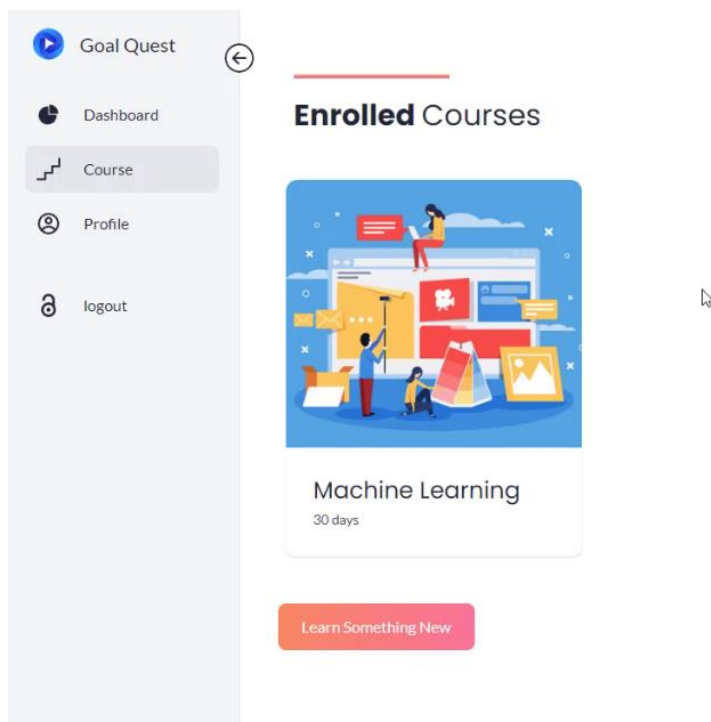 Goal Quest
Dashboard
Course
Profile
logout
Enrolled Courses
Machine Learning
30 days
Learn Something New